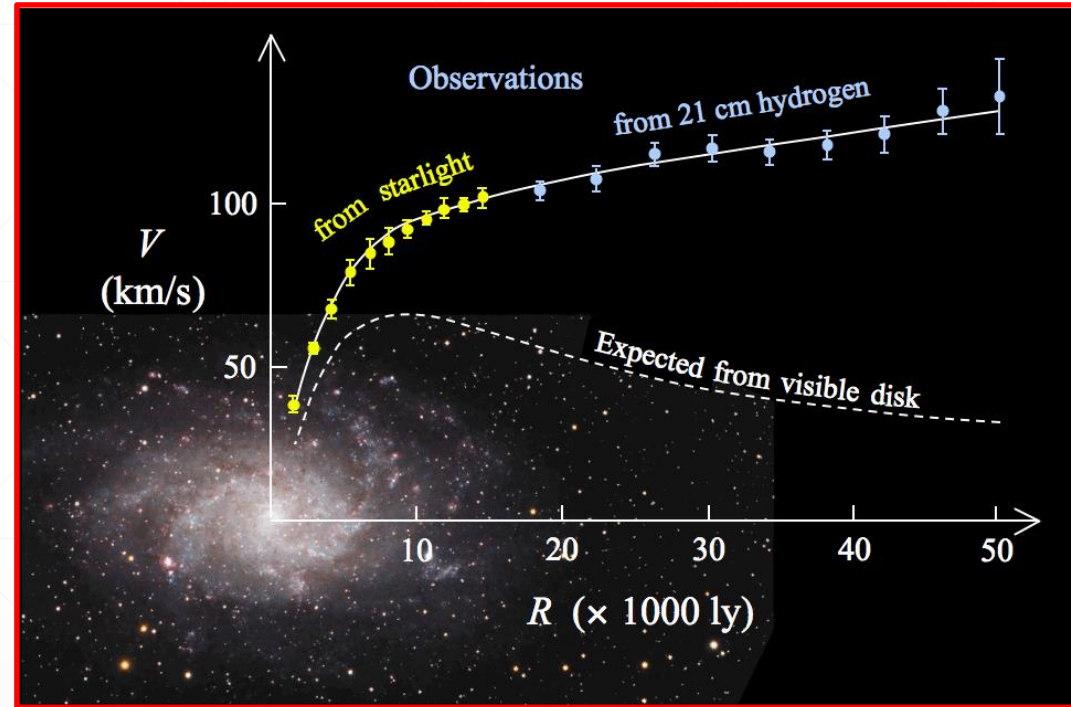 Observations
from 21 cm hydrogen
from starlight
100
V
(km/s)
50
Expected from visible disk
10
20
30
40
50
R (× 1000 ly)